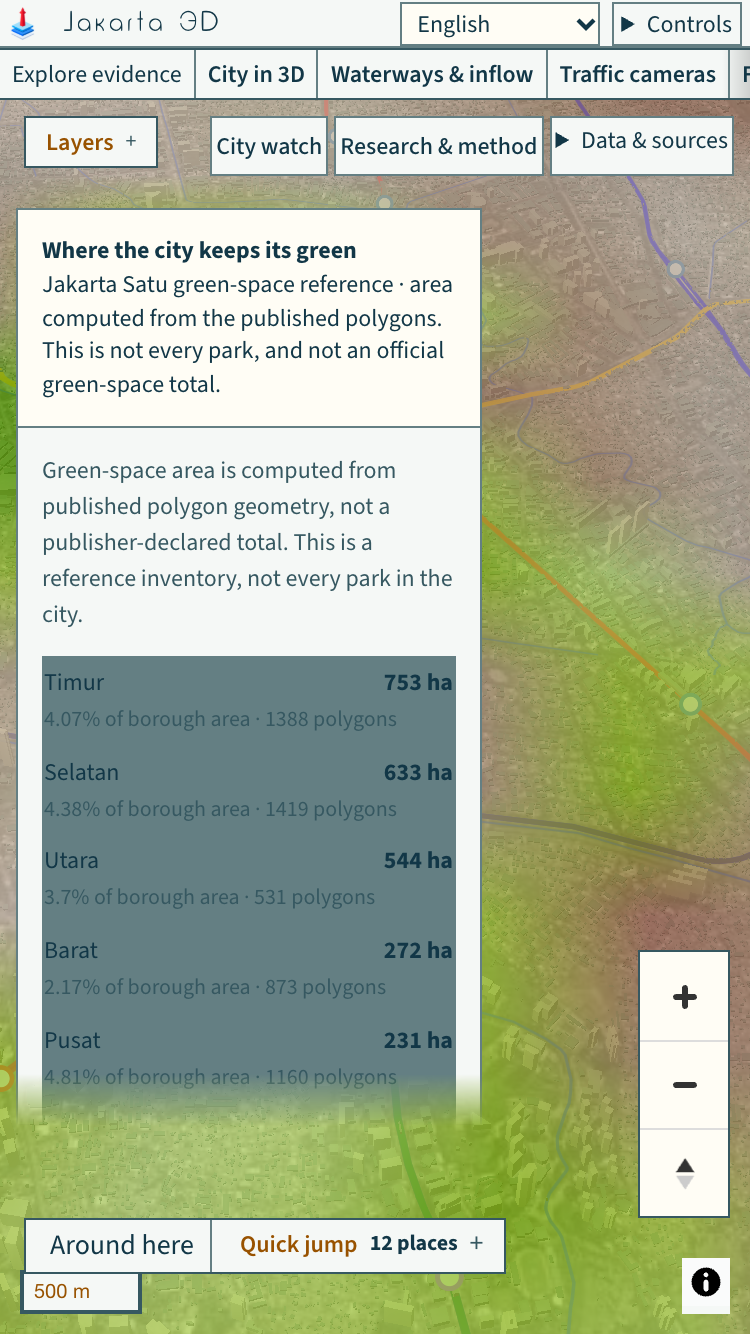 Jakarta 3D
English
Controls
Explore evidence
City in 3D
Waterways & inflow
Traffic cameras
Layers +
City watch
Research & method
Data & sources
Where the city keeps its green
Jakarta Satu green-space reference · area
computed from the published polygons.
This is not every park, and not an official
green-space total.
Green-space area is computed from
published polygon geometry, not a
publisher-declared total. This is a
reference inventory, not every park in the
city.
Timur 753 ha
4.07% of borough area · 1388 polygons
Selatan 633 ha
4.38% of borough area · 1419 polygons
Utara 544 ha
3.7% of borough area · 531 polygons
Barat 272 ha
2.17% of borough area · 873 polygons
Pusat 231 ha
4.81% of borough area · 1160 polygons
Around here
Quick jump 12 places +
500 m